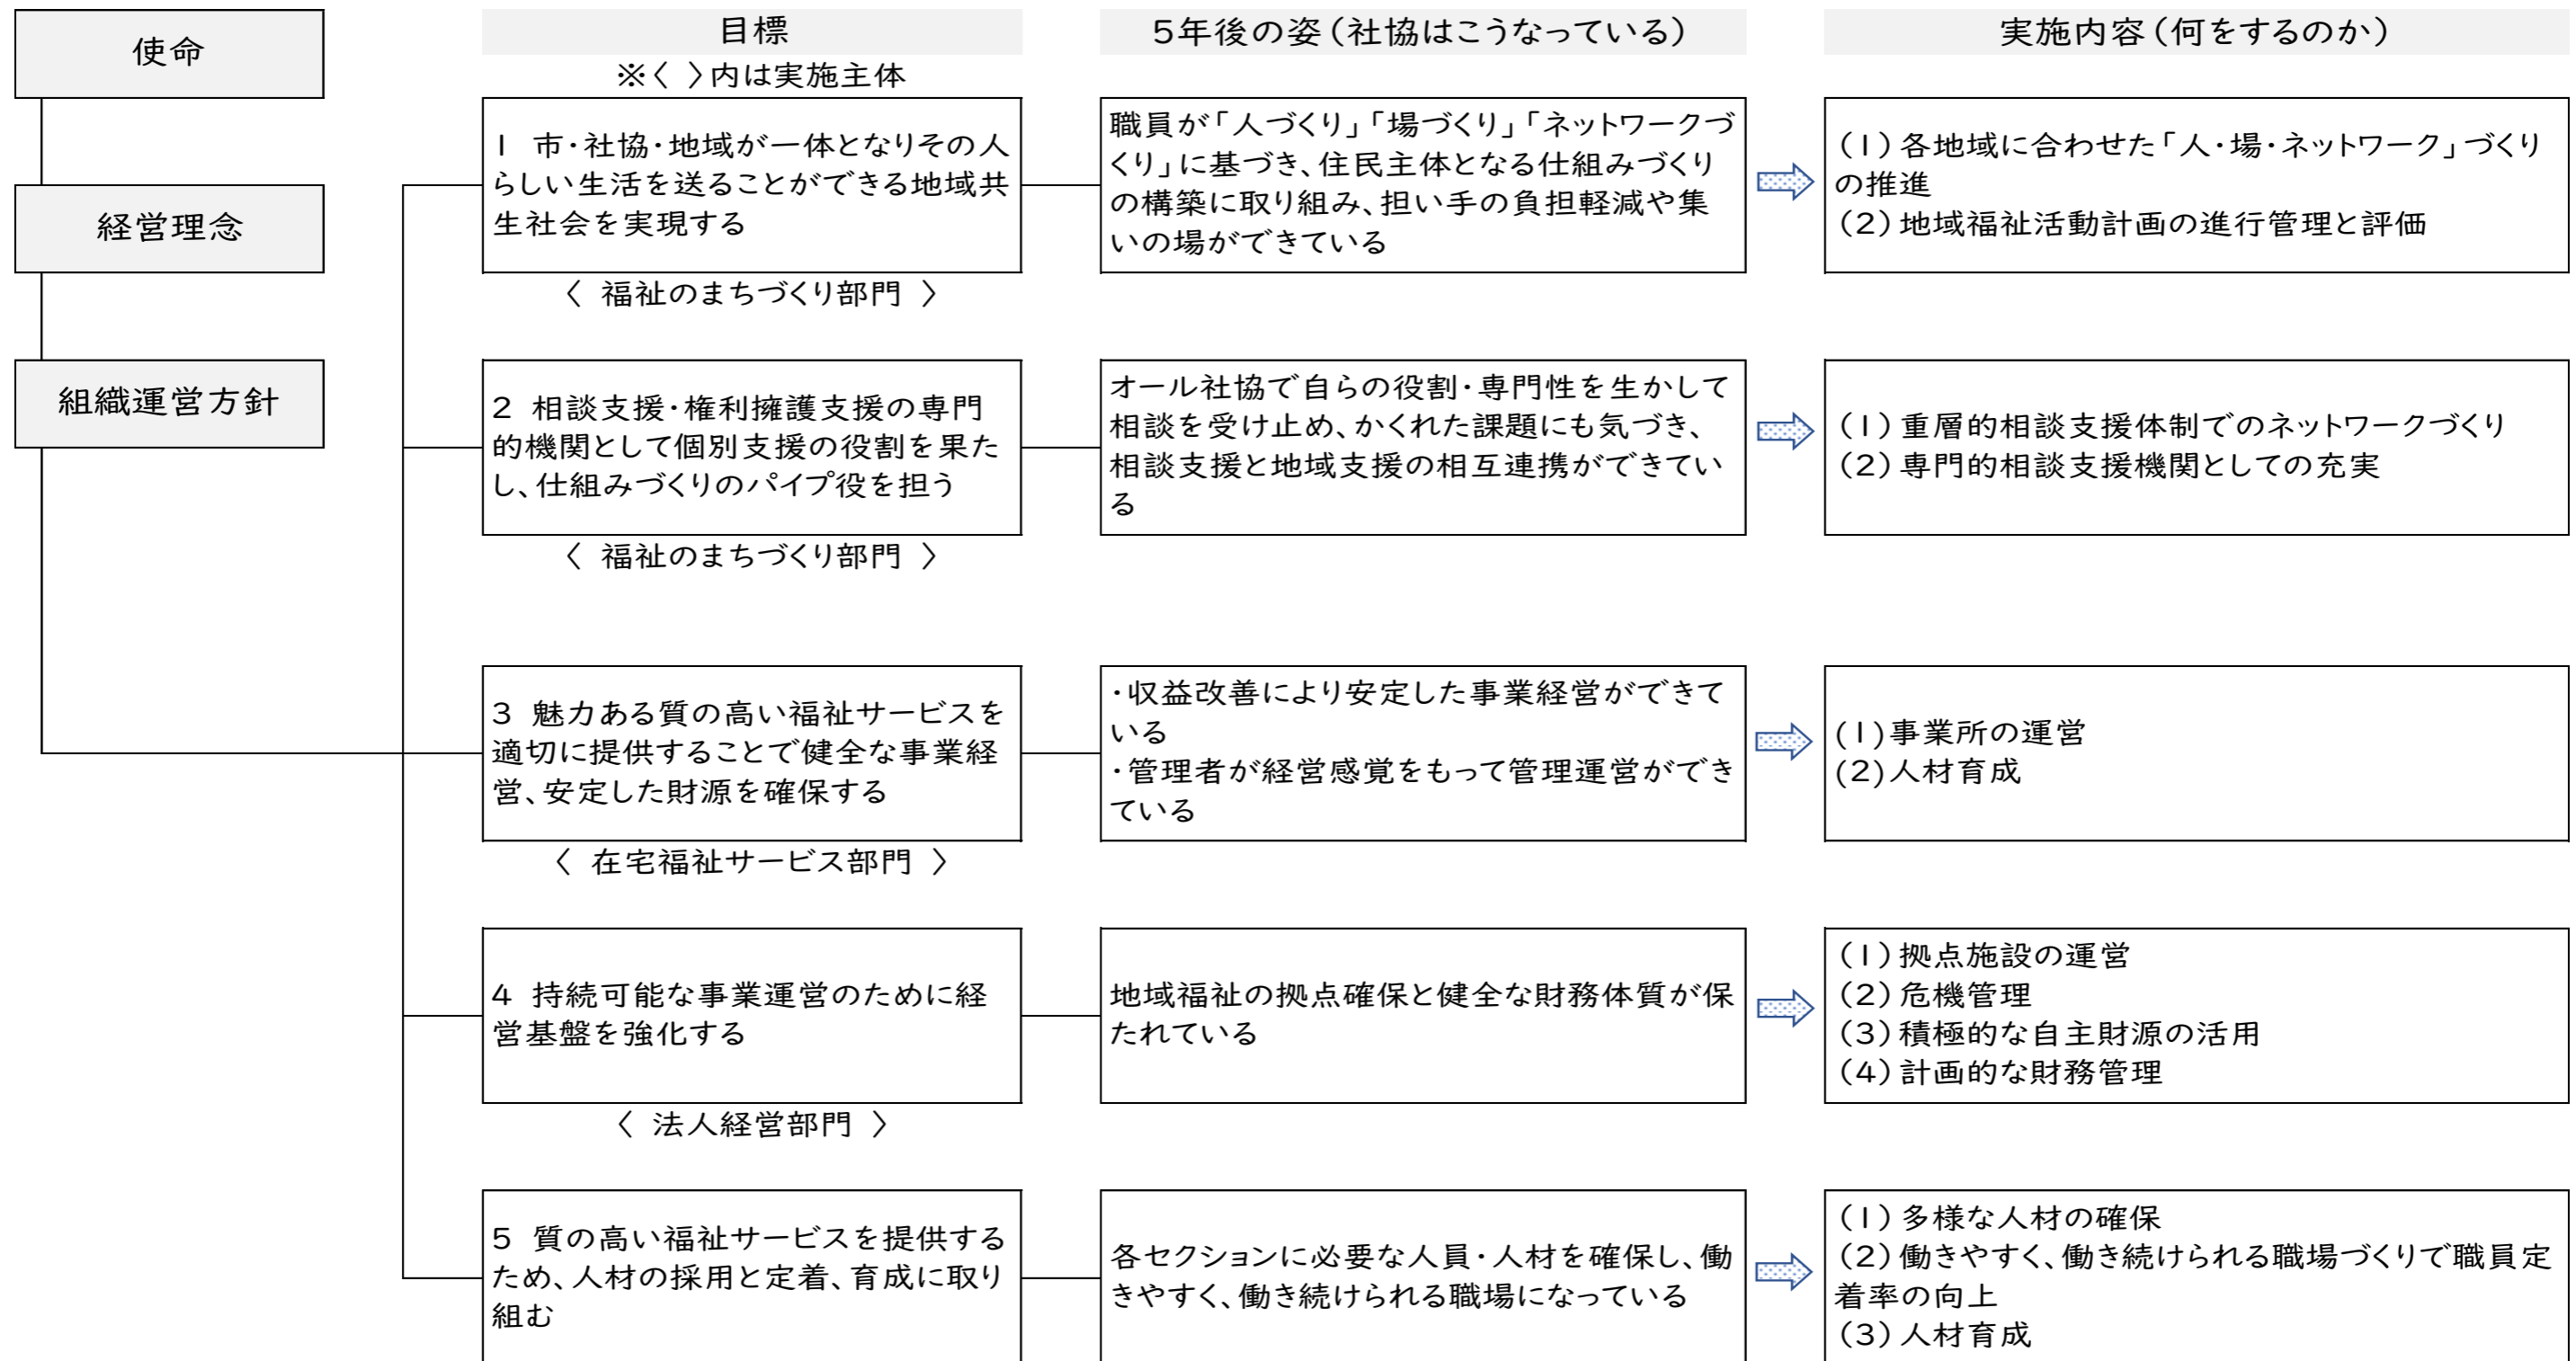 使命
経営理念
組織運営方針
目標
※〈 〉内は実施主体
5年後の姿(社協はこうなっている)
実施内容(何をするのか)
1 市・社協・地域が一体となりその人
らしい生活を送ることができる地域共
生社会を実現する
〈 福祉のまちづくり部門 〉
職員が「人づくり」「場づくり」「ネットワークづ
くり」に基づき、住民主体となる仕組みづくり
の構築に取り組み、担い手の負担軽減や集
いの場ができている
(1)各地域に合わせた「人・場・ネットワーク」づくり
の推進
(2)地域福祉活動計画の進行管理と評価
2 相談支援・権利擁護支援の専門
的機関として個別支援の役割を果た
し、仕組みづくりのパイプ役を担う
〈 福祉のまちづくり部門 〉
オール社協で自らの役割・専門性を生かして
相談を受け止め、かくれた課題にも気づき、
相談支援と地域支援の相互連携ができてい
る
(1)重層的相談支援体制でのネットワークづくり
(2)専門的相談支援機関としての充実
3 魅力ある質の高い福祉サービスを
適切に提供することで健全な事業経
営、安定した財源を確保する
〈 在宅福祉サービス部門 〉
・収益改善により安定した事業経営ができて
いる
・管理者が経営感覚をもって管理運営ができ
ている
(1)事業所の運営
(2)人材育成
4 持続可能な事業運営のために経
営基盤を強化する
〈 法人経営部門 〉
地域福祉の拠点確保と健全な財務体質が保
たれている
(1)拠点施設の運営
(2)危機管理
(3)積極的な自主財源の活用
(4)計画的な財務管理
5 質の高い福祉サービスを提供する
ため、人材の採用と定着、育成に取り
組む
各セクションに必要な人員・人材を確保し、働
きやすく、働き続けられる職場になっている
(1)多様な人材の確保
(2)働きやすく、働き続けられる職場づくりで職員定
着率の向上
(3)人材育成